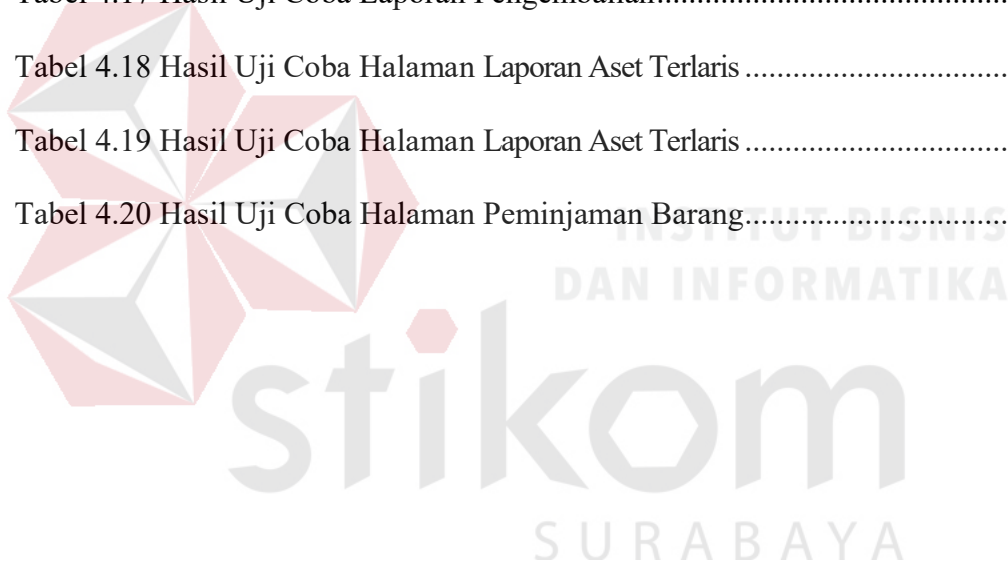 Tabel 4.17 Hasil Uji Coba Laporan Pengembalian....................................
Tabel 4.18 Hasil Uji Coba Halaman Laporan Aset Terlaris ..............................
Tabel 4.19 Hasil Uji Coba Halaman Laporan Aset Terlaris ..............................
Tabel 4.20 Hasil Uji Coba Halaman Peminjaman Barang..............................
INSTITUT BISNIS
DAN INFORMATIKA
stikom
SURABAYA